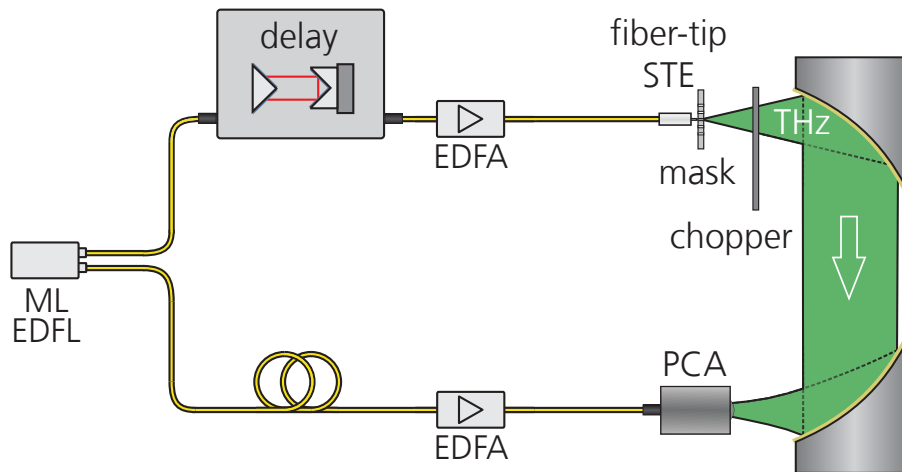 delay
fiber-tip
STE
THz
EDFA
mask
chopper
ML
EDFL
PCA
EDFA